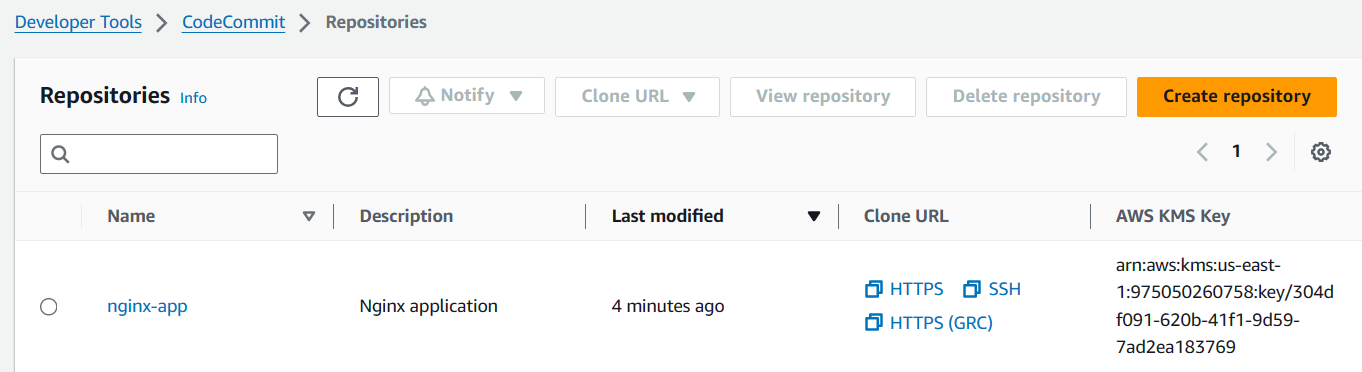 Developer Tools > CodeCommit > Repositories
Repositories Info
Notify
Clone URL
View repository
Delete repository
Create repository
1
Name
Description
Last modified
Clone URL
AWS KMS Key
nginx-app
Nginx application
4 minutes ago
HTTPS
SSH
HTTPS (GRC)
arn:aws:kms:us-east-
1:975050260758:key/304d
f091-620b-41f1-9d59-
7ad2ea183769